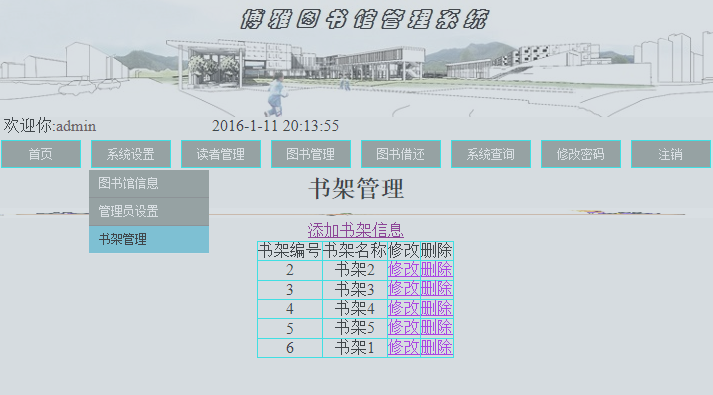 博雅图书馆管理系统
欢迎你:admin 2016-1-11 20:13:55
首页 系统设置 读者管理 图书管理 图书借还 系统查询 修改密码 注销
图书馆信息
管理员设置
书架管理
书架管理
添加书架信息
书架编号 书架名称 修改 删除
2 书架2 修改 删除
3 书架3 修改 删除
4 书架4 修改 删除
5 书架5 修改 删除
6 书架1 修改 删除